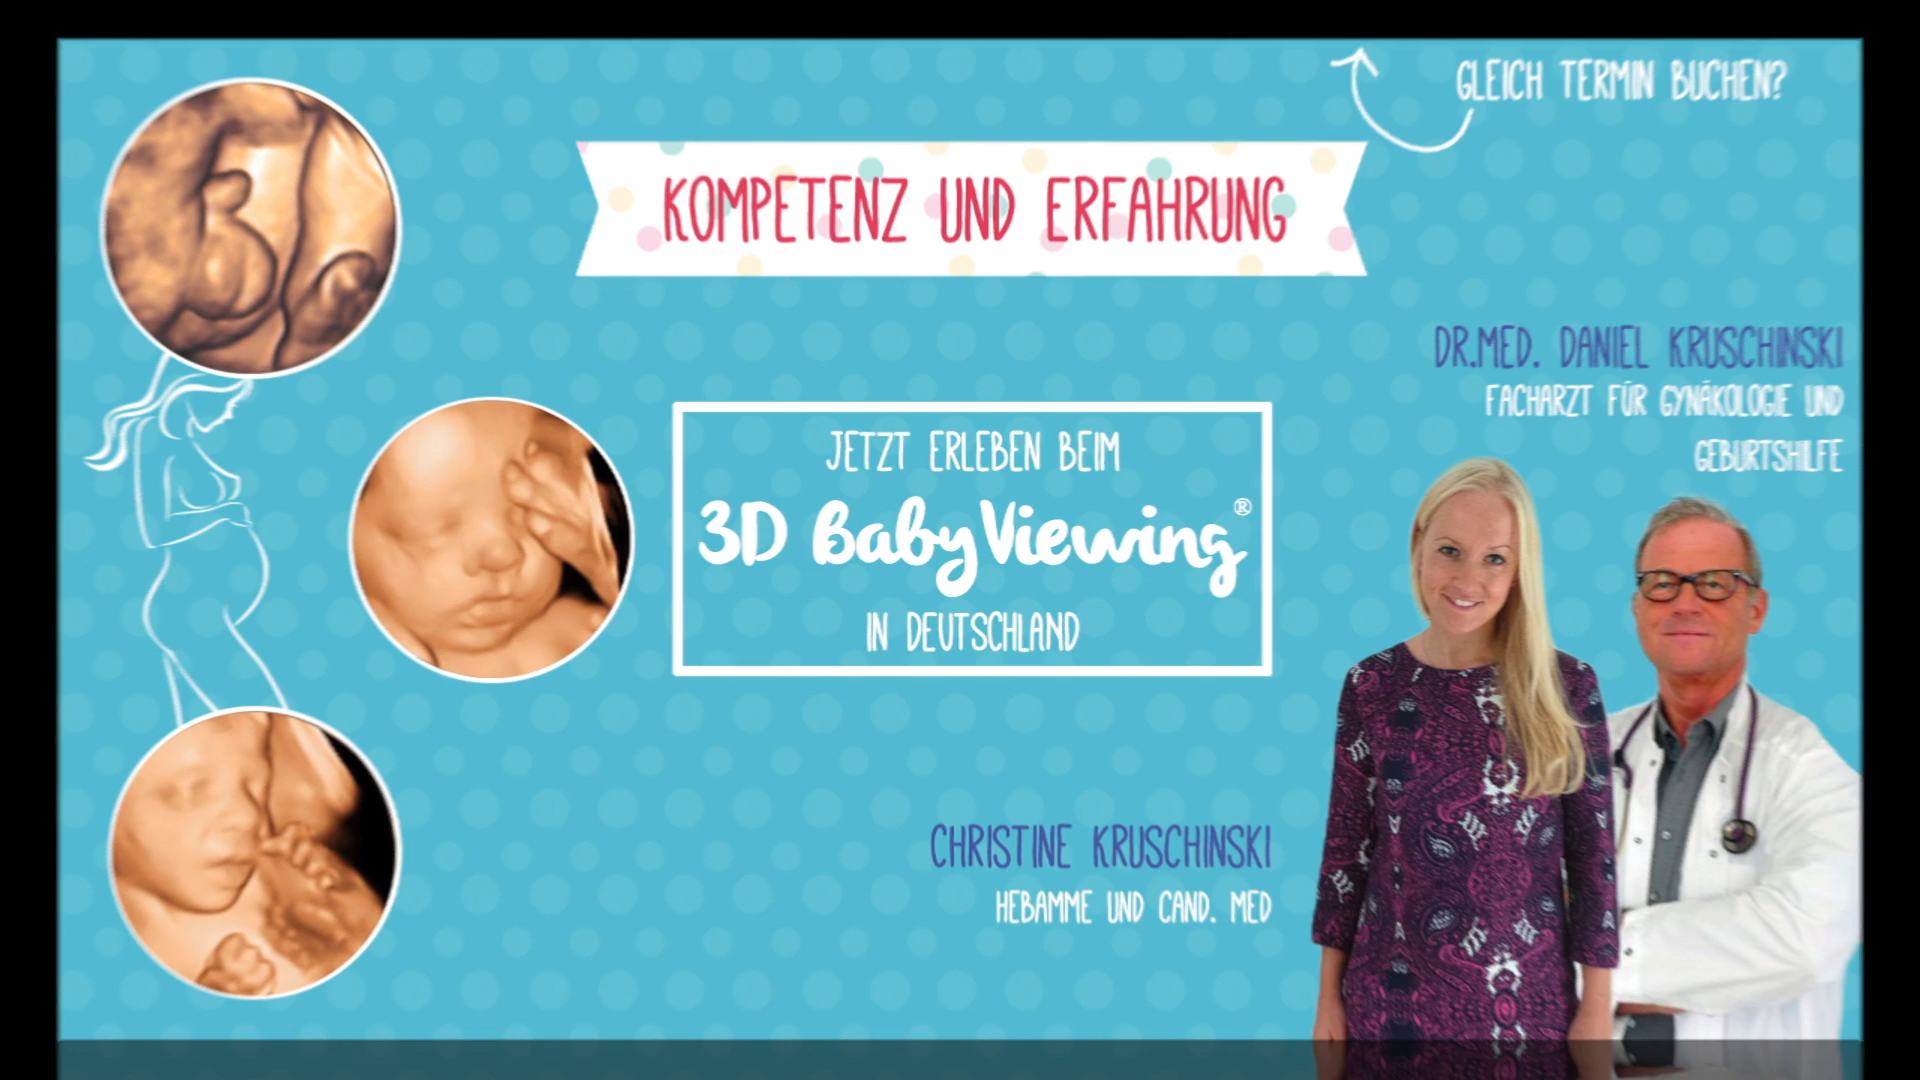 GLEICH TERMIN BUCHEN?
KOMPETENZ UND ERFAHRUNG
DR.MED. DANIEL KRUSCHINSKI
FACHARZT FÜR GYNÄKOLOGIE UND
GEBURTSHILFE
JETZT ERLEBEN BEIM
3D BabyViewing®
IN DEUTSCHLAND
CHRISTINE KRUSCHINSKI
HEBAMME UND CAND. MED